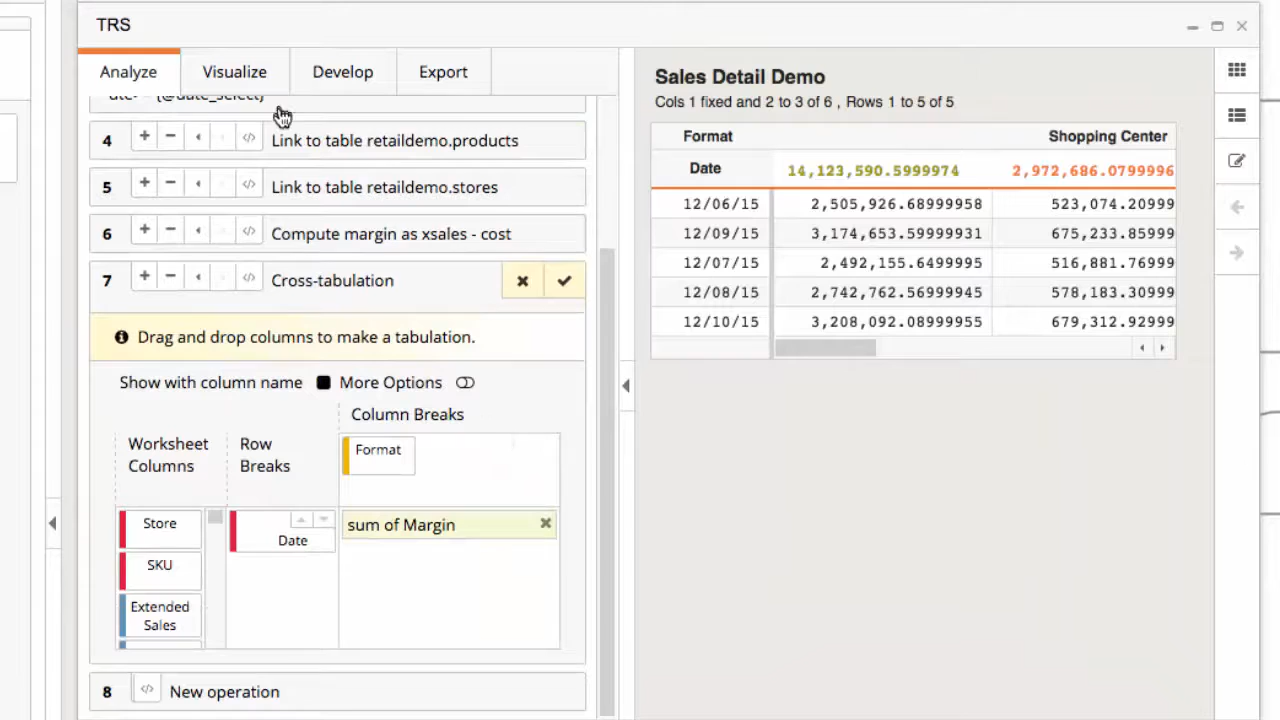 TRS
Analyze
Visualize
Develop
Export
4
Link to table retaildemo.products
5
Link to table retaildemo.stores
6
Compute margin as xsales - cost
7
Cross-tabulation
Drag and drop columns to make a tabulation.
Show with column name
More Options
Column Breaks
Worksheet
Columns
Row
Breaks
Format
Store
Date
sum of Margin
SKU
Extended
Sales
8
New operation
Sales Detail Demo
Cols 1 fixed and 2 to 3 of 6 , Rows 1 to 5 of 5
Format Shopping Center
Date 14,123,590.5999974 2,972,686.0799996
12/06/15 2,505,926.68999958 523,074.20999
12/09/15 3,174,653.59999931 675,233.85999
12/07/15 2,492,155.6499995 516,881.76999
12/08/15 2,742,762.56999945 578,183.30999
12/10/15 3,208,092.08999955 679,312.92999